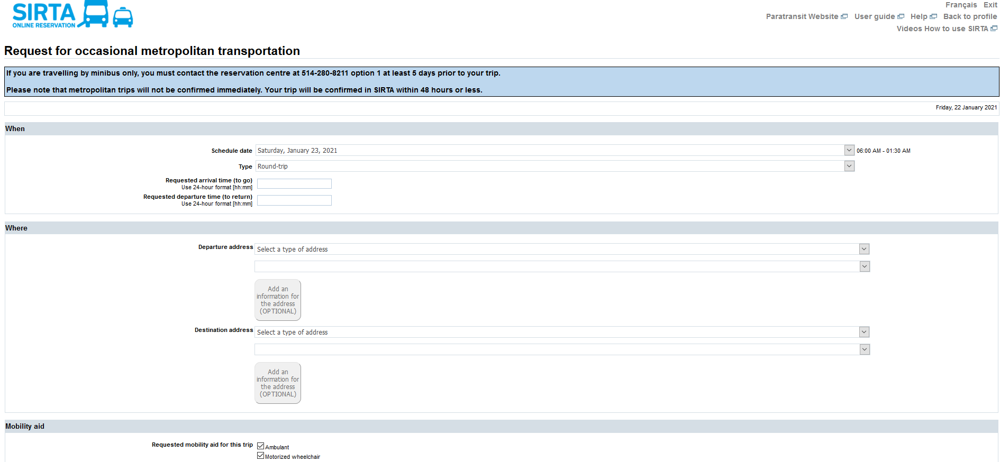 SIRTA
ONLINE RESERVATION
Français Exit
Paratransit Website User guide Help Back to profile
Videos How to use SIRTA
Request for occasional metropolitan transportation
If you are travelling by minibus only, you must contact the reservation centre at 514-280-8211 option 1 at least 5 days prior to your trip.
Please note that metropolitan trips will not be confirmed immediately. Your trip will be confirmed in SIRTA within 48 hours or less.
Friday, 22 January 2021
When
Schedule date Saturday, January 23, 2021 06:00 AM - 01:30 AM
Type Round-trip
Requested arrival time (to go)
Use 24-hour format [hh:mm]
Requested departure time (to return)
Use 24-hour format [hh:mm]
Where
Departure address Select a type of address
Add an
information for
the address
(OPTIONAL)
Destination address Select a type of address
Add an
information for
the address
(OPTIONAL)
Mobility aid
Requested mobility aid for this trip Ambulant
Motorized wheelchair